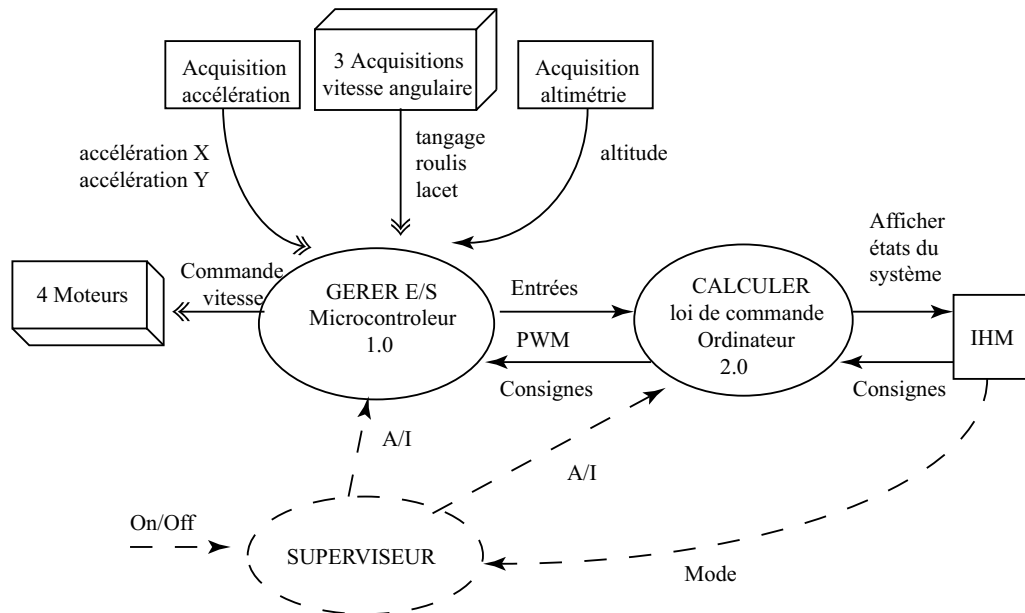 Acquisition
accélération
3 Acquisitions
vitesse angulaire
Acquisition
altimétrie
accélération X
accélération Y
tangage
roulis
lacet
altitude
Afficher
états du
système
4 Moteurs
Commande
vitesse
GERER E/S
Microcontroleur
1.0
Entrées
PWM
Consignes
CALCULER
loi de commande
Ordinateur
2.0
IHM
Consignes
A/I
A/I
On/Off
SUPERVISEUR
Mode